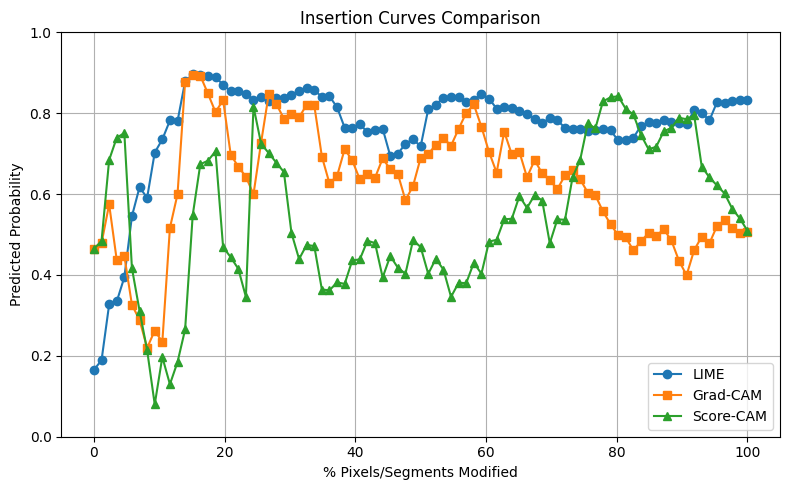 Insertion Curves Comparison
1.0
0.8
0.6
0.4
0.2
0.0
Predicted Probability
0
20
40
60
80
100
% Pixels/Segments Modified
LIME
Grad-CAM
Score-CAM